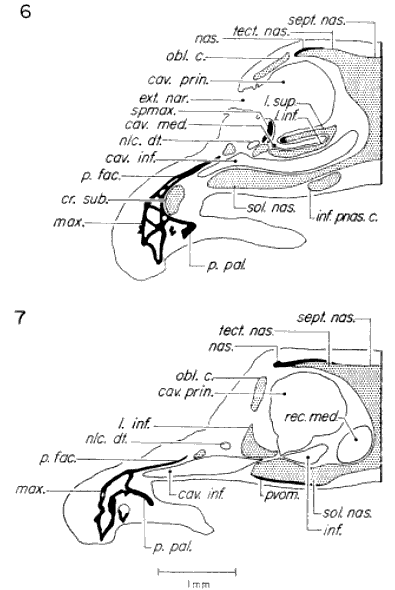 6
sept. nas.
tect. nas.
nas.
obl. c.
cav. prin.
ext. nar.
l. sup.
spmax.
l. inf.
cav. med.
n/c. dt.
cav. inf.
p. fac.
cr. sub.
sol. nas.
inf. pnas. c.
max.
p. pal.
7
sept. nas.
tect. nas.
nas.
obl. c.
cav. prin.
rec. med.
l. inf.
n/c. dt.
p. fac.
max.
cav. inf.
pvom.
sol. nas.
inf.
p. pal.
1 mm